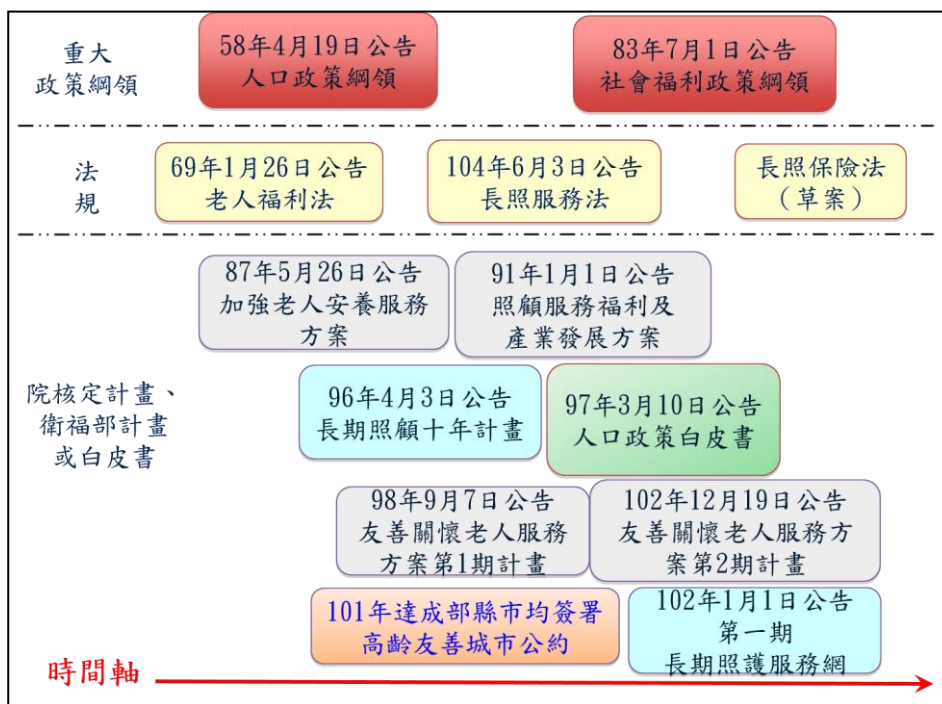 重大
政策綱領
58年4月19日公告
人口政策綱領
83年7月1日公告
社會福利政策綱領
法
規
69年1月26日公告
老人福利法
104年6月3日公告
長照服務法
長照保險法
（草案）
院核定計畫、
衛福部計畫
或白皮書
87年5月26日公告
加強老人安養服務
方案
91年1月1日公告
照顧服務福利及
產業發展方案
96年4月3日公告
長期照顧十年計畫
97年3月10日公告
人口政策白皮書
98年9月7日公告
友善關懷老人服務
方案第1期計畫
102年12月19日公告
友善關懷老人服務方
案第2期計畫
101年達成部縣市均簽署
高齡友善城市公約
102年1月1日公告
第一期
長期照護服務網
時間軸